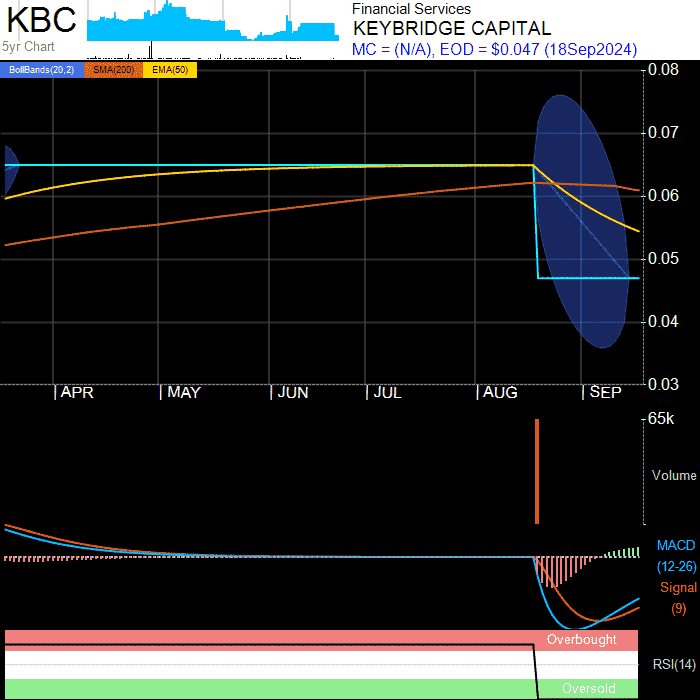 KBC
5yr Chart
Financial Services
KEYBRIDGE CAPITAL
MC = (N/A), EOD = $0.047 (18Sep2024)
BollBands(20,2) SMA(200) EMA(50)
0.08
0.07
0.06
0.05
0.04
0.03
| APR | MAY | JUN | JUL | AUG | SEP
65k
Volume
MACD
(12-26)
Signal
(9)
Overbought
RSI(14)
Oversold